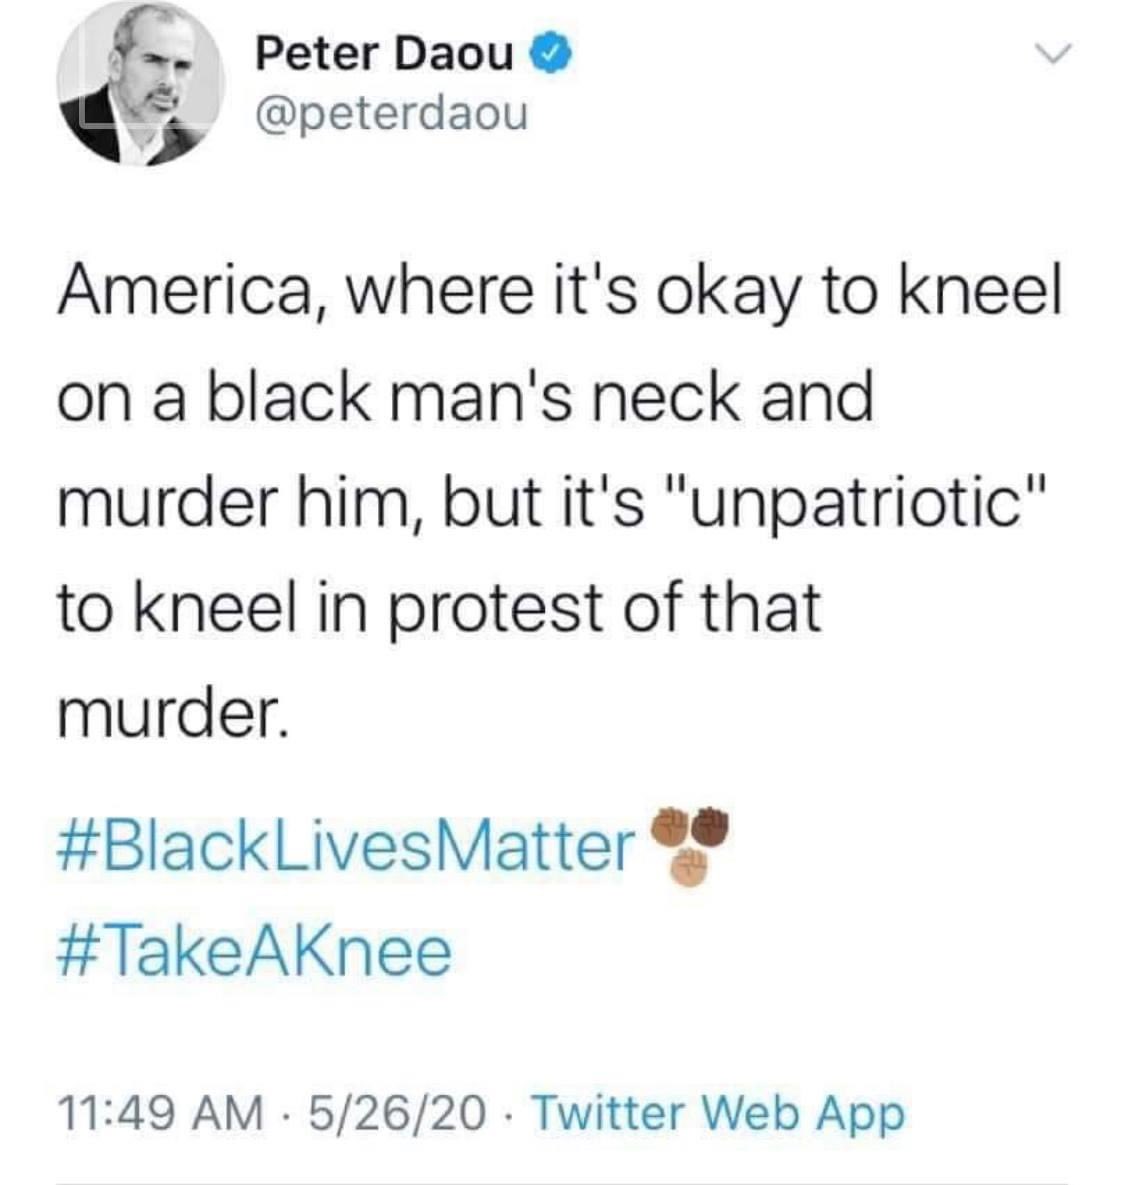 Peter Daou
@peterdaou
America, where it's okay to kneel
on a black man's neck and
murder him, but it's "unpatriotic"
to kneel in protest of that
murder.
#BlackLivesMatter
#TakeAKnee
11:49 AM · 5/26/20 · Twitter Web App